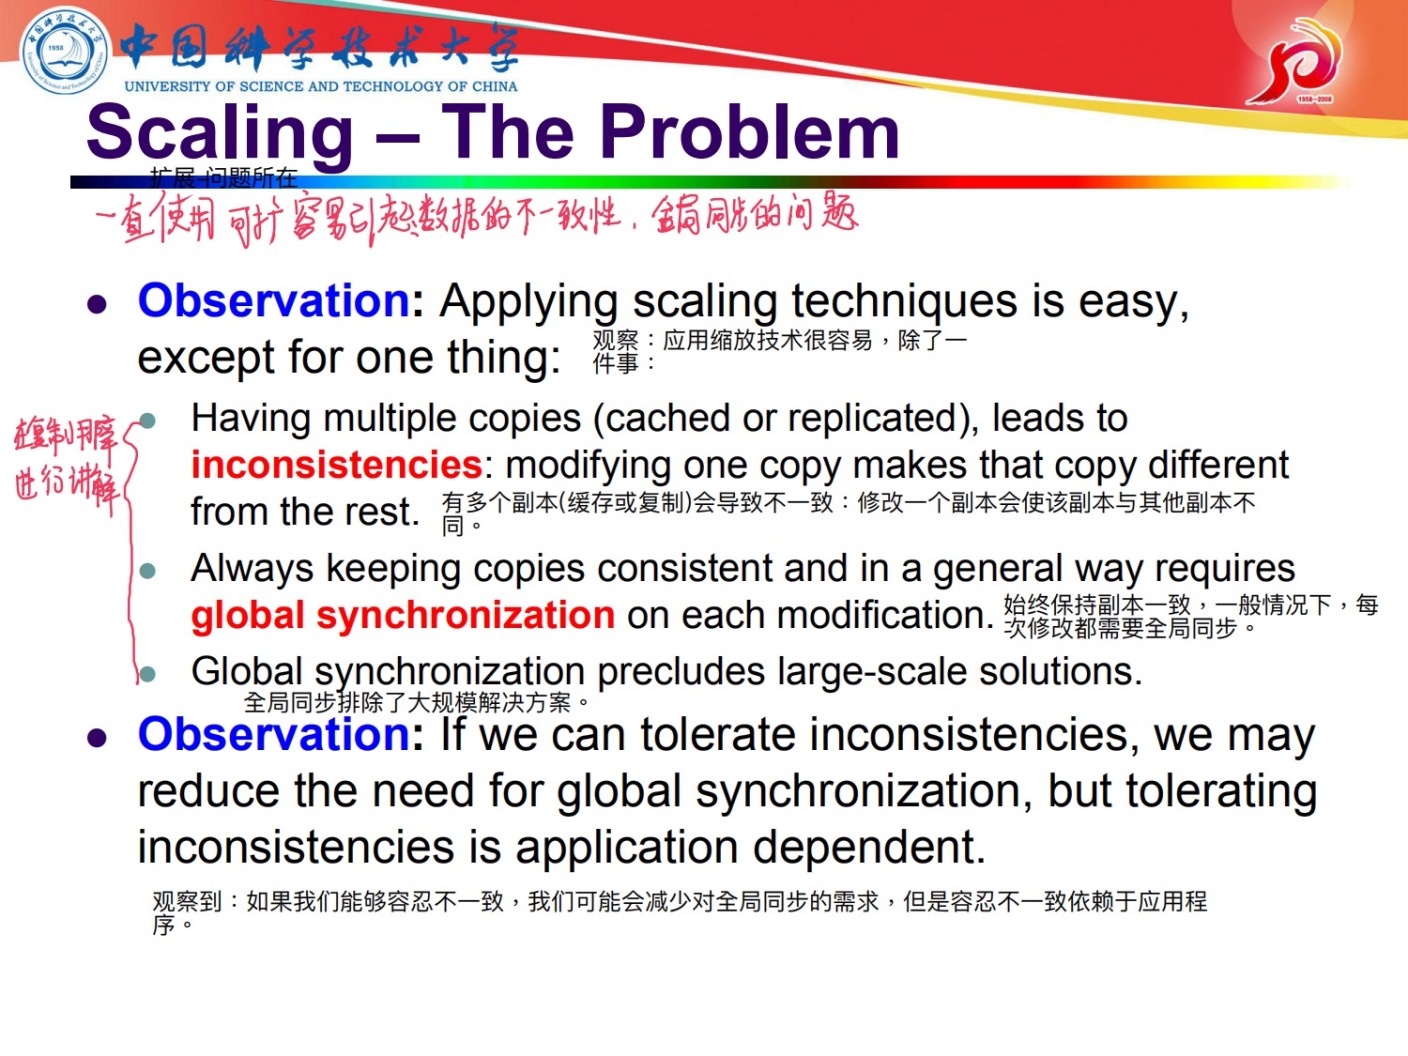 中国科学技术大学
UNIVERSITY OF SCIENCE AND TECHNOLOGY OF CHINA
1958
1958—2008
Scaling – The Problem
扩展-问题所在
一直使用可扩容易引起数据的不一致性，全局同步的问题
Observation: Applying scaling techniques is easy,
except for one thing:
观察：应用缩放技术很容易，除了一
件事：
Having multiple copies (cached or replicated), leads to
inconsistencies: modifying one copy makes that copy different
from the rest.
有多个副本(缓存或复制)会导致不一致：修改一个副本会使该副本与其他副本不
同。
在复制那章
进行讲解
Always keeping copies consistent and in a general way requires
global synchronization on each modification.
始终保持副本一致，一般情况下，每
次修改都需要全局同步。
Global synchronization precludes large-scale solutions.
全局同步排除了大规模解决方案。
Observation: If we can tolerate inconsistencies, we may
reduce the need for global synchronization, but tolerating
inconsistencies is application dependent.
观察到：如果我们能够容忍不一致，我们可能会减少对全局同步的需求，但是容忍不一致依赖于应用程
序。